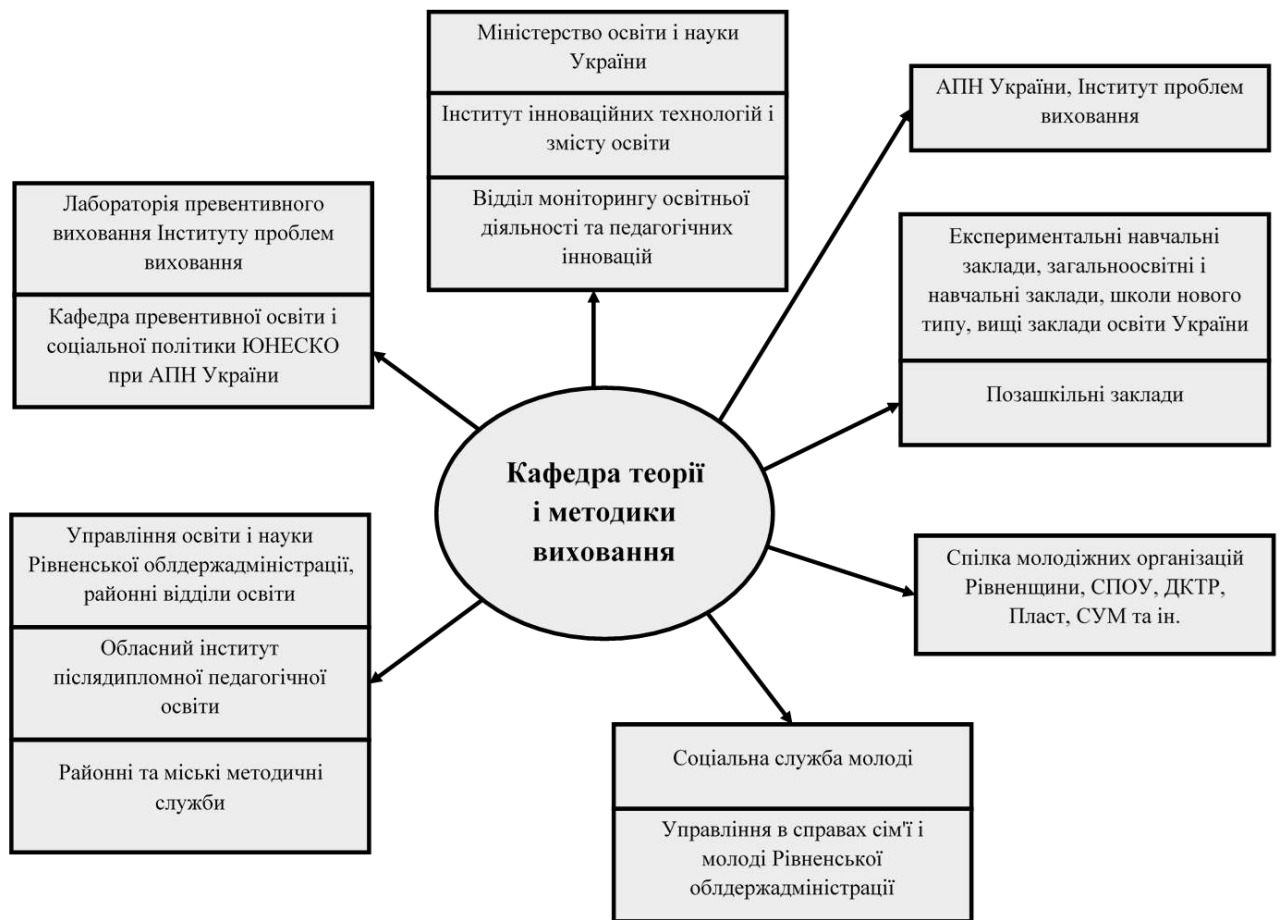 Міністерство освіти і науки
України
Інститут інноваційних технологій і
змісту освіти
Відділ моніторингу освітньої
діяльності та педагогічних
інновацій
АПН України, Інститут проблем
виховання
Лабораторія превентивного
виховання Інституту проблем
виховання
Кафедра превентивної освіти і
соціальної політики ЮНЕСКО
при АПН України
Експериментальні навчальні
заклади, загальноосвітні і
навчальні заклади, школи нового
типу, вищі заклади освіти України
Позашкільні заклади
Кафедра теорії
і методики
виховання
Управління освіти і науки
Рівненської облдержадміністрації,
районні відділи освіти
Обласний інститут
післядипломної педагогічної
освіти
Районні та міські методичні
служби
Спілка молодіжних організацій
Рівненщини, СПОУ, ДКТР,
Пласт, СУМ та ін.
Соціальна служба молоді
Управління в справах сім'ї і
молоді Рівненської
облдержадміністрації